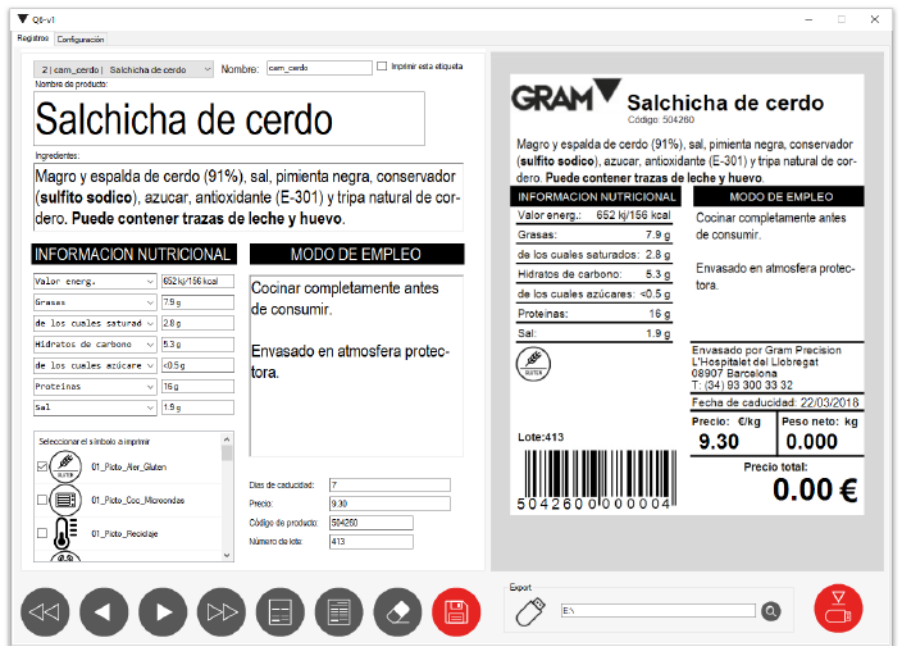 Q6-v1
Registros Configuración
2 | cam_cerdo | Salchicha de cerdo
Nombre: cam_cerdo
Imprimir esta etiqueta
Nombre de producto:
Salchicha de cerdo
Ingredientes:
Magro y espalda de cerdo (91%), sal, pimienta negra, conservador
(sulfito sodico), azucar, antioxidante (E-301) y tripa natural de cor-
dero. Puede contener trazas de leche y huevo.
INFORMACION NUTRICIONAL
Valor energ. 652 kj/156 kcal
Grasas 7.9 g
de los cuales saturad 2.8 g
Hidratos de carbono 5.3 g
de los cuales azúcare <0.5 g
Proteinas 16 g
Sal 1.9 g
MODO DE EMPLEO
Cocinar completamente antes
de consumir.
Envasado en atmosfera protec-
tora.
Seleccionar el símbolo a imprimir
GLUTEN
01_Picto_Aler_Gluten
01_Picto_Coc_Microondas
01_Picto_Reciclaje
Dias de caducidad: 7
Precio: 9.30
Código de producto: 504260
Número de lote: 413
GRAM
Salchicha de cerdo
Código: 504260
Magro y espalda de cerdo (91%), sal, pimienta negra, conservador
(sulfito sodico), azucar, antioxidante (E-301) y tripa natural de cor-
dero. Puede contener trazas de leche y huevo.
INFORMACION NUTRICIONAL
Valor energ.: 652 kj/156 kcal
Grasas: 7.9 g
de los cuales saturados: 2.8 g
Hidratos de carbono: 5.3 g
de los cuales azúcares: <0.5 g
Proteinas: 16 g
Sal: 1.9 g
GLUTEN
MODO DE EMPLEO
Cocinar completamente antes
de consumir.
Envasado en atmosfera protec-
tora.
Envasado por Gram Precision
L'Hospitalet del Llobregat
08907 Barcelona
T: (34) 93 300 33 32
Fecha de caducidad: 22/03/2018
Precio: €/kg
9.30
Peso neto: kg
0.000
Lote:413
5042600000004
Precio total:
0.00 €
Export
E:\